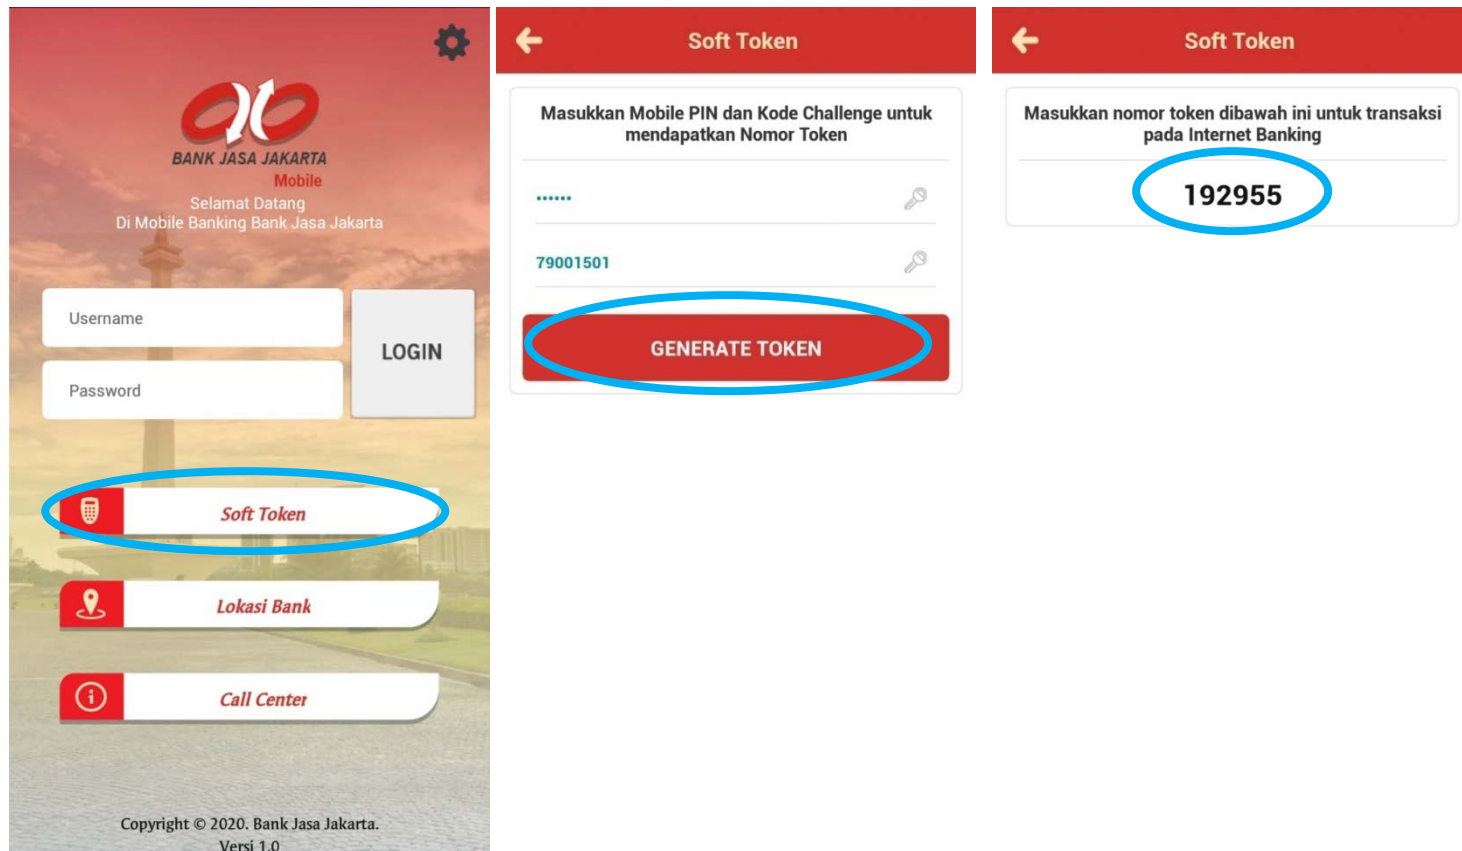 BANK JASA JAKARTA
Mobile
Selamat Datang
Di Mobile Banking Bank Jasa Jakarta
Username
Password
LOGIN
Soft Token
Lokasi Bank
Call Center
Copyright © 2020. Bank Jasa Jakarta.
Versi 1.0
Soft Token
Masukkan Mobile PIN dan Kode Challenge untuk
mendapatkan Nomor Token
••••••
79001501
GENERATE TOKEN
Soft Token
Masukkan nomor token dibawah ini untuk transaksi
pada Internet Banking
192955